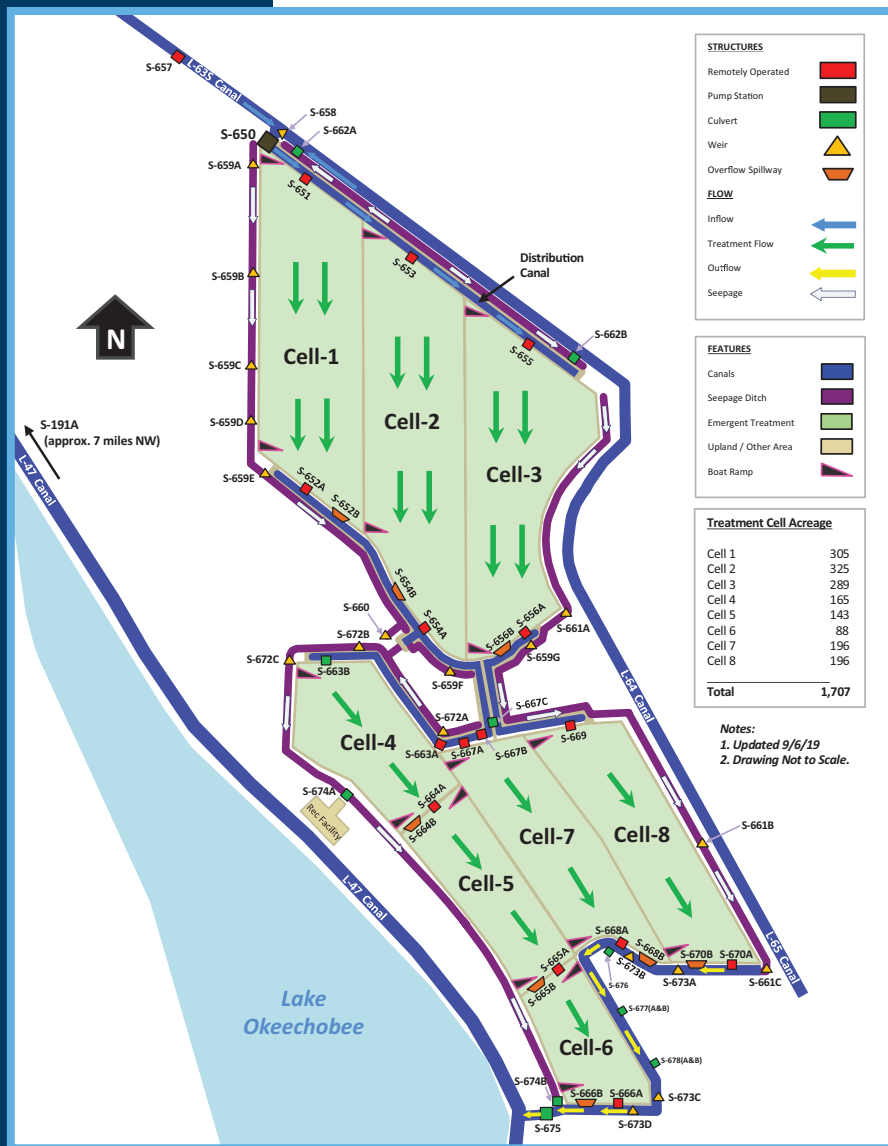 S-657
L-63S Canal
S-658
S-662A
S-650
S-659A
S-651
S-653
Distribution
Canal
S-659B
S-662B
S-655
N
Cell-1
S-659C
Cell-2
S-191A
(approx. 7 miles NW)
S-659D
Cell-3
L-47 Canal
S-659E
S-652A
S-652B
S-654B
S-654A
S-656A
S-656B
S-661A
S-660
S-672B
S-659G
S-672C
S-663B
S-659F
L-64 Canal
S-667C
S-672A
S-669
Cell-4
S-663A
S-667A
S-667B
S-674A
S-664A
S-664B
Rec Facility
Cell-7
Cell-8
S-661B
Cell-5
L-47 Canal
L-65 Canal
S-668A
S-668B
S-670B
S-670A
S-665A
S-673B
S-676
S-673A
S-661C
S-665B
Lake
Okeechobee
S-677(A&B)
Cell-6
S-678(A&B)
S-674B
S-666B
S-666A
S-673C
S-675
S-673D
STRUCTURES
Remotely Operated
Pump Station
Culvert
Weir
Overflow Spillway
FLOW
Inflow
Treatment Flow
Outflow
Seepage
FEATURES
Canals
Seepage Ditch
Emergent Treatment
Upland / Other Area
Boat Ramp
Treatment Cell Acreage
Cell 1 305
Cell 2 325
Cell 3 289
Cell 4 165
Cell 5 143
Cell 6 88
Cell 7 196
Cell 8 196
Total 1,707
Notes:
1. Updated 9/6/19
2. Drawing Not to Scale.